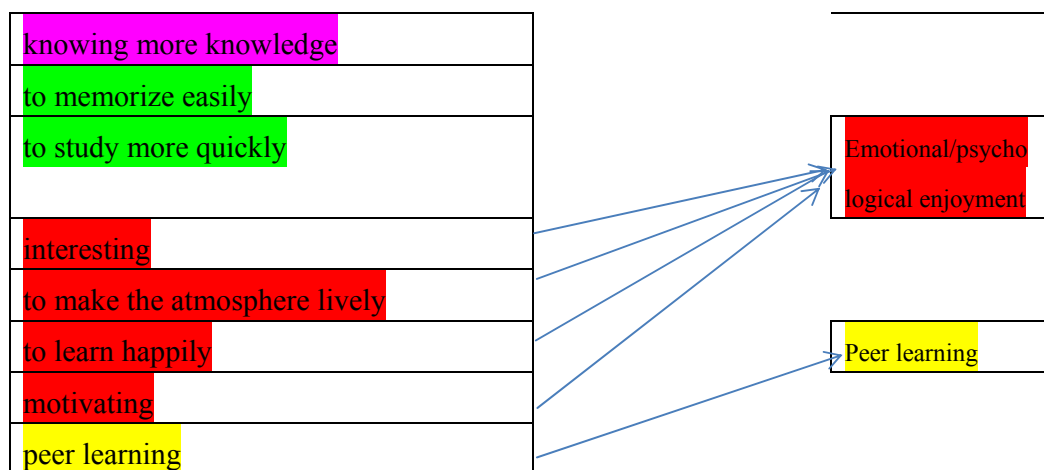 knowing more knowledge
to memorize easily
to study more quickly
interesting
to make the atmosphere lively
to learn happily
motivating
peer learning
Emotional/psycho
logical enjoyment
Peer learning